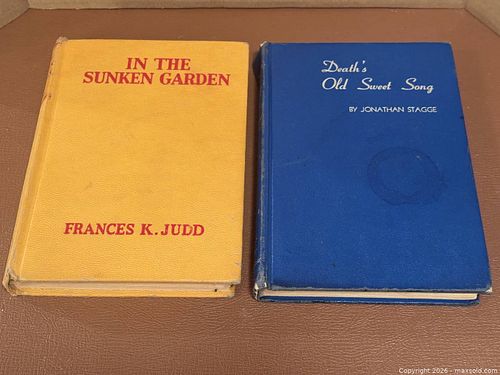 IN THE
SUNKEN GARDEN
FRANCES K. JUDD
Death's
Old Sweet Song
BY JONATHAN STAGGE
Copyright 2026 - maxsold.com